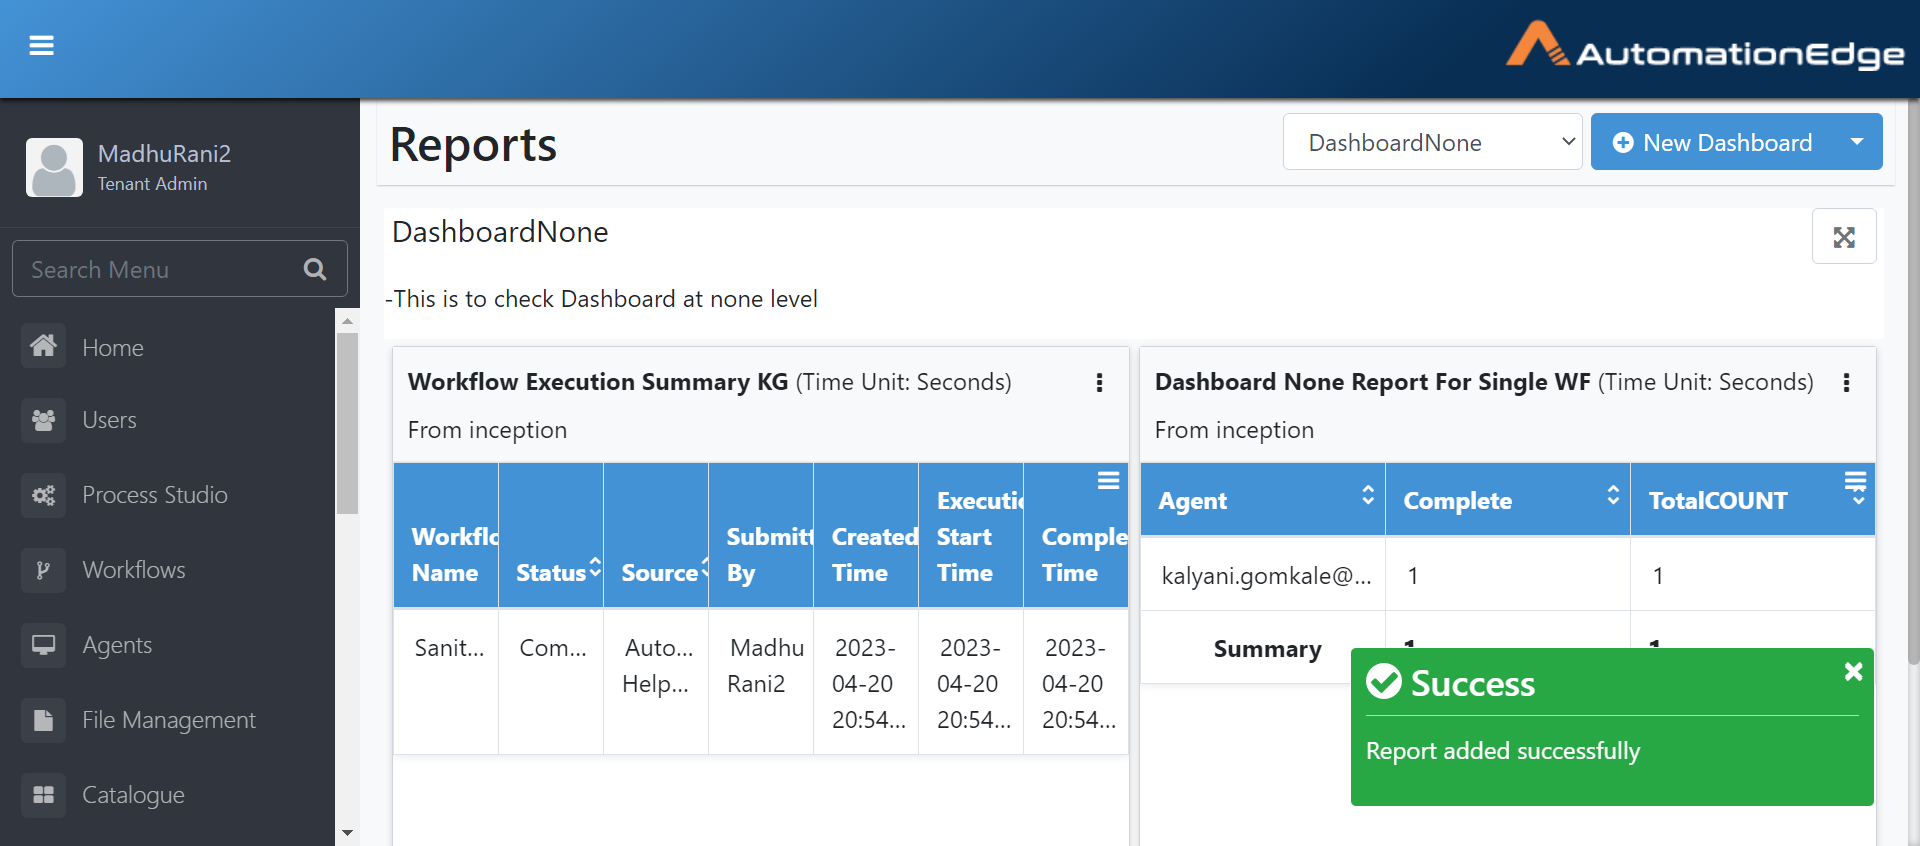 AutomationEdge
MadhuRani2
Tenant Admin
Search Menu
Home
Users
Process Studio
Workflows
Agents
File Management
Catalogue
Reports
DashboardNone
New Dashboard
DashboardNone
-This is to check Dashboard at none level
Workflow Execution Summary KG (Time Unit: Seconds)
From inception
Workflo
Name
Status
Source
Submitt
By
Created
Time
Executio
Start
Time
Comple
Time
Sanit...
Com...
Auto...
Help...
Madhu
Rani2
2023-
04-20
20:54...
2023-
04-20
20:54...
2023-
04-20
20:54...
Dashboard None Report For Single WF (Time Unit: Seconds)
From inception
Agent
Complete
TotalCOUNT
kalyani.gomkale@...
1
1
Summary
Success
Report added successfully